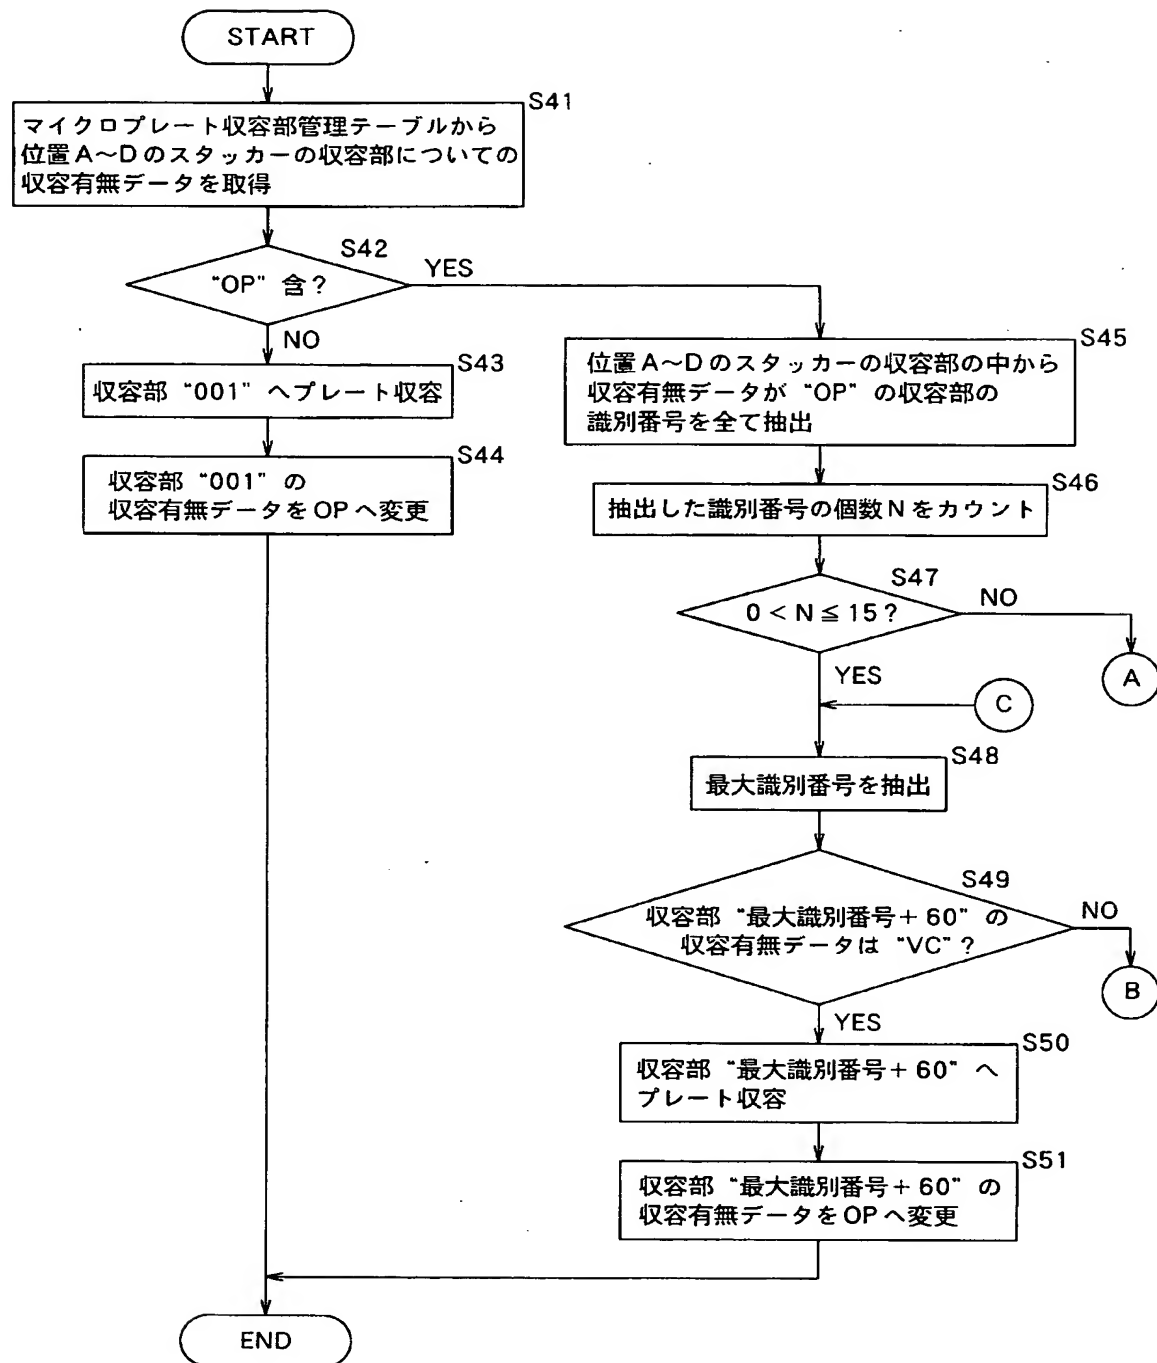 START
S41
マイクロプレート収容部管理テーブルから
位置A～Dのスタッカーの収容部についての
収容有無データを取得
S42
"OP" 含?
YES
NO
S43
収容部 "001" へプレート収容
S44
収容部 "001" の
収容有無データをOPへ変更
S45
位置A～Dのスタッカーの収容部の中から
収容有無データが "OP" の収容部の
識別番号を全て抽出
S46
抽出した識別番号の個数Nをカウント
S47
0 < N ≦ 15?
NO
A
YES
C
S48
最大識別番号を抽出
S49
収容部 "最大識別番号+60" の
収容有無データは "VC"?
NO
B
YES
S50
収容部 "最大識別番号+60" へ
プレート収容
S51
収容部 "最大識別番号+60" の
収容有無データをOPへ変更
END